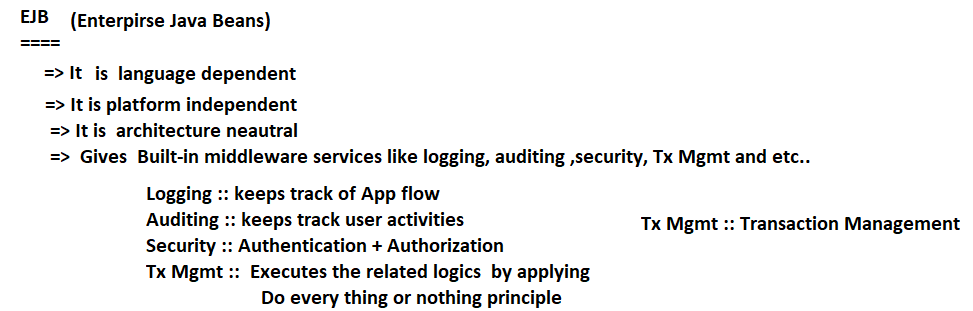 EJB (Enterpirse Java Beans)
====
=> It is language dependent
=> It is platform independent
=> It is architecture neautral
=> Gives Built-in middleware services like logging, auditing ,security, Tx Mgmt and etc..
Logging :: keeps track of App flow
Auditing :: keeps track user activities
Tx Mgmt :: Transaction Management
Security :: Authentication + Authorization
Tx Mgmt :: Executes the related logics by applying
Do every thing or nothing principle